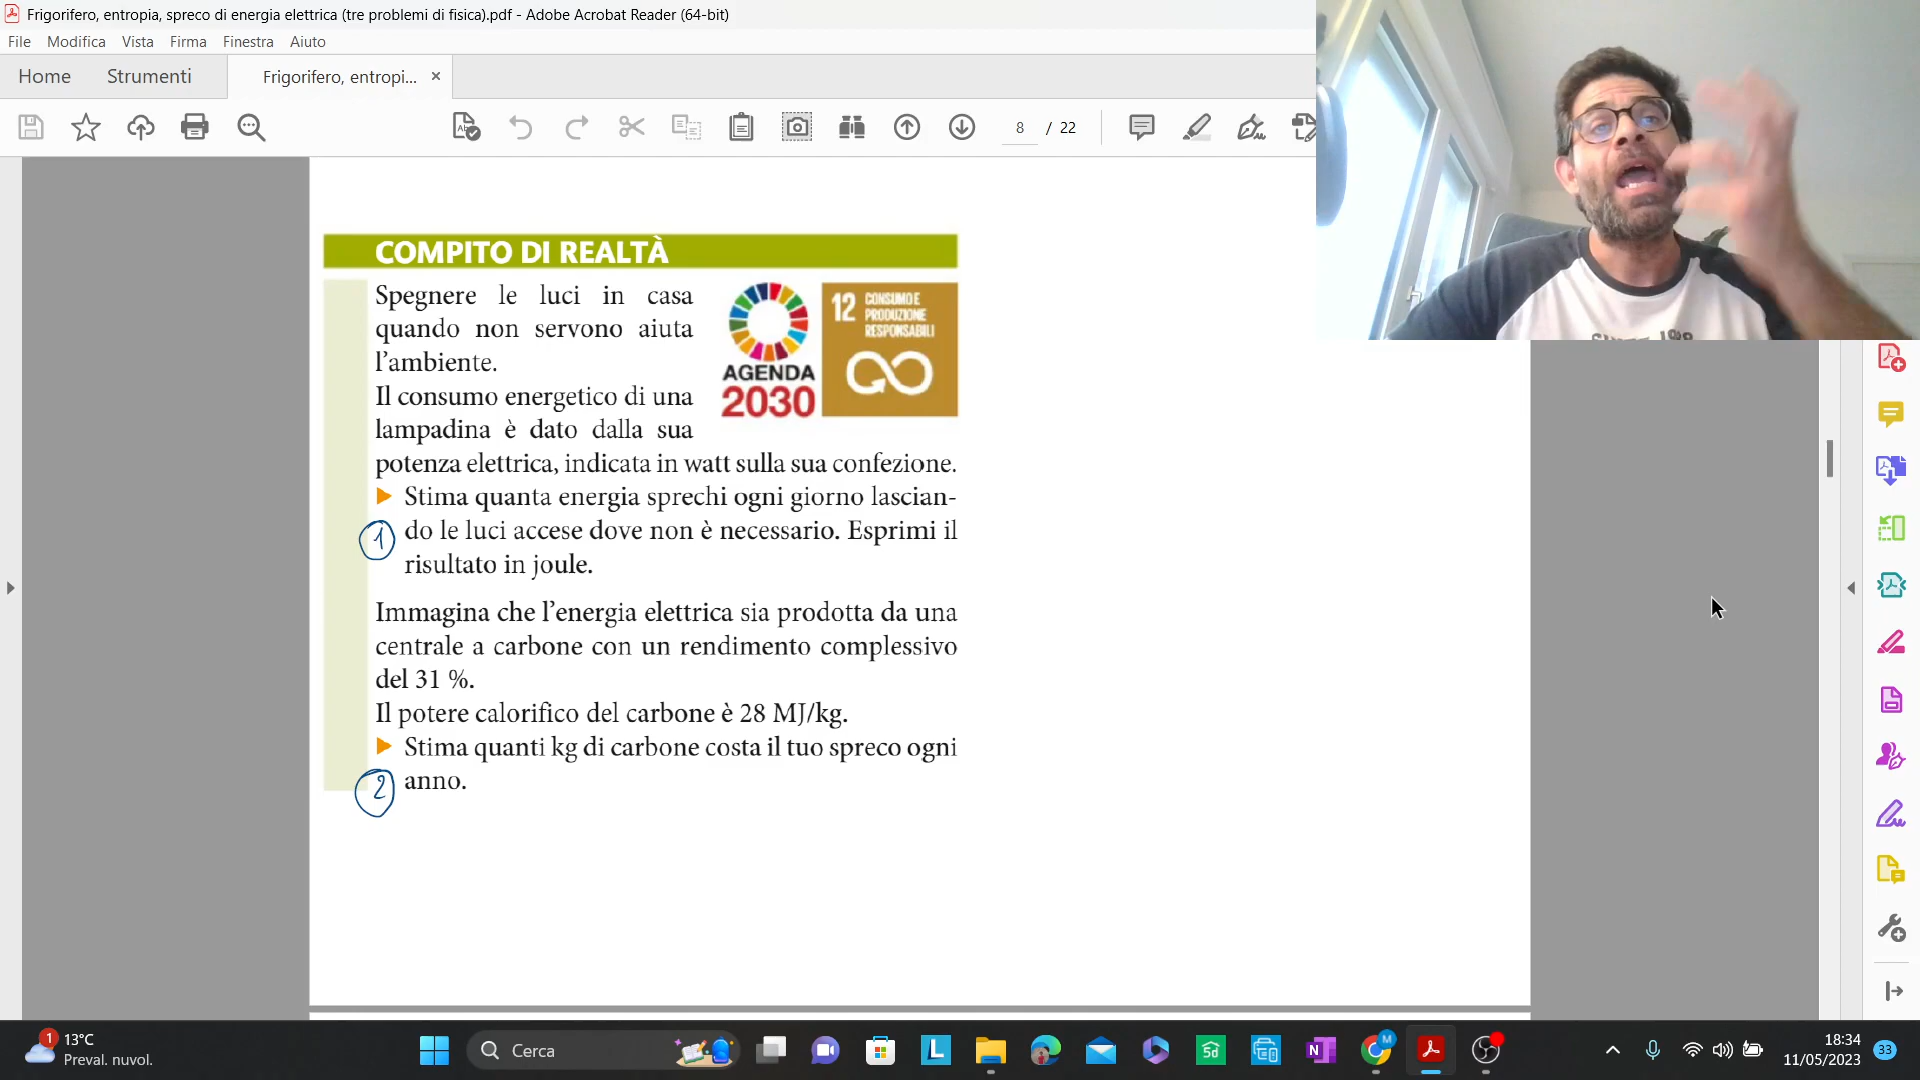 Frigorifero, entropia, spreco di energia elettrica (tre problemi di fisica).pdf - Adobe Acrobat Reader (64-bit)
File Modifica Vista Firma Finestra Aiuto
Home Strumenti Frigorifero, entropi... ×
8 / 22
COMPITO DI REALTÀ
Spegnere le luci in casa
quando non servono aiuta
l’ambiente.
Il consumo energetico di una
lampadina è dato dalla sua
potenza elettrica, indicata in watt sulla sua confezione.
AGENDA
2030
12 CONSUMO E
PRODUZIONE
RESPONSABILI
Stima quanta energia sprechi ogni giorno lascian-
do le luci accese dove non è necessario. Esprimi il
risultato in joule.
1
Immagina che l’energia elettrica sia prodotta da una
centrale a carbone con un rendimento complessivo
del 31 %.
Il potere calorifico del carbone è 28 MJ/kg.
Stima quanti kg di carbone costa il tuo spreco ogni
anno.
2
1
13°C
Preval. nuvol.
Cerca
L
Sd
N
M
18:34
11/05/2023
33